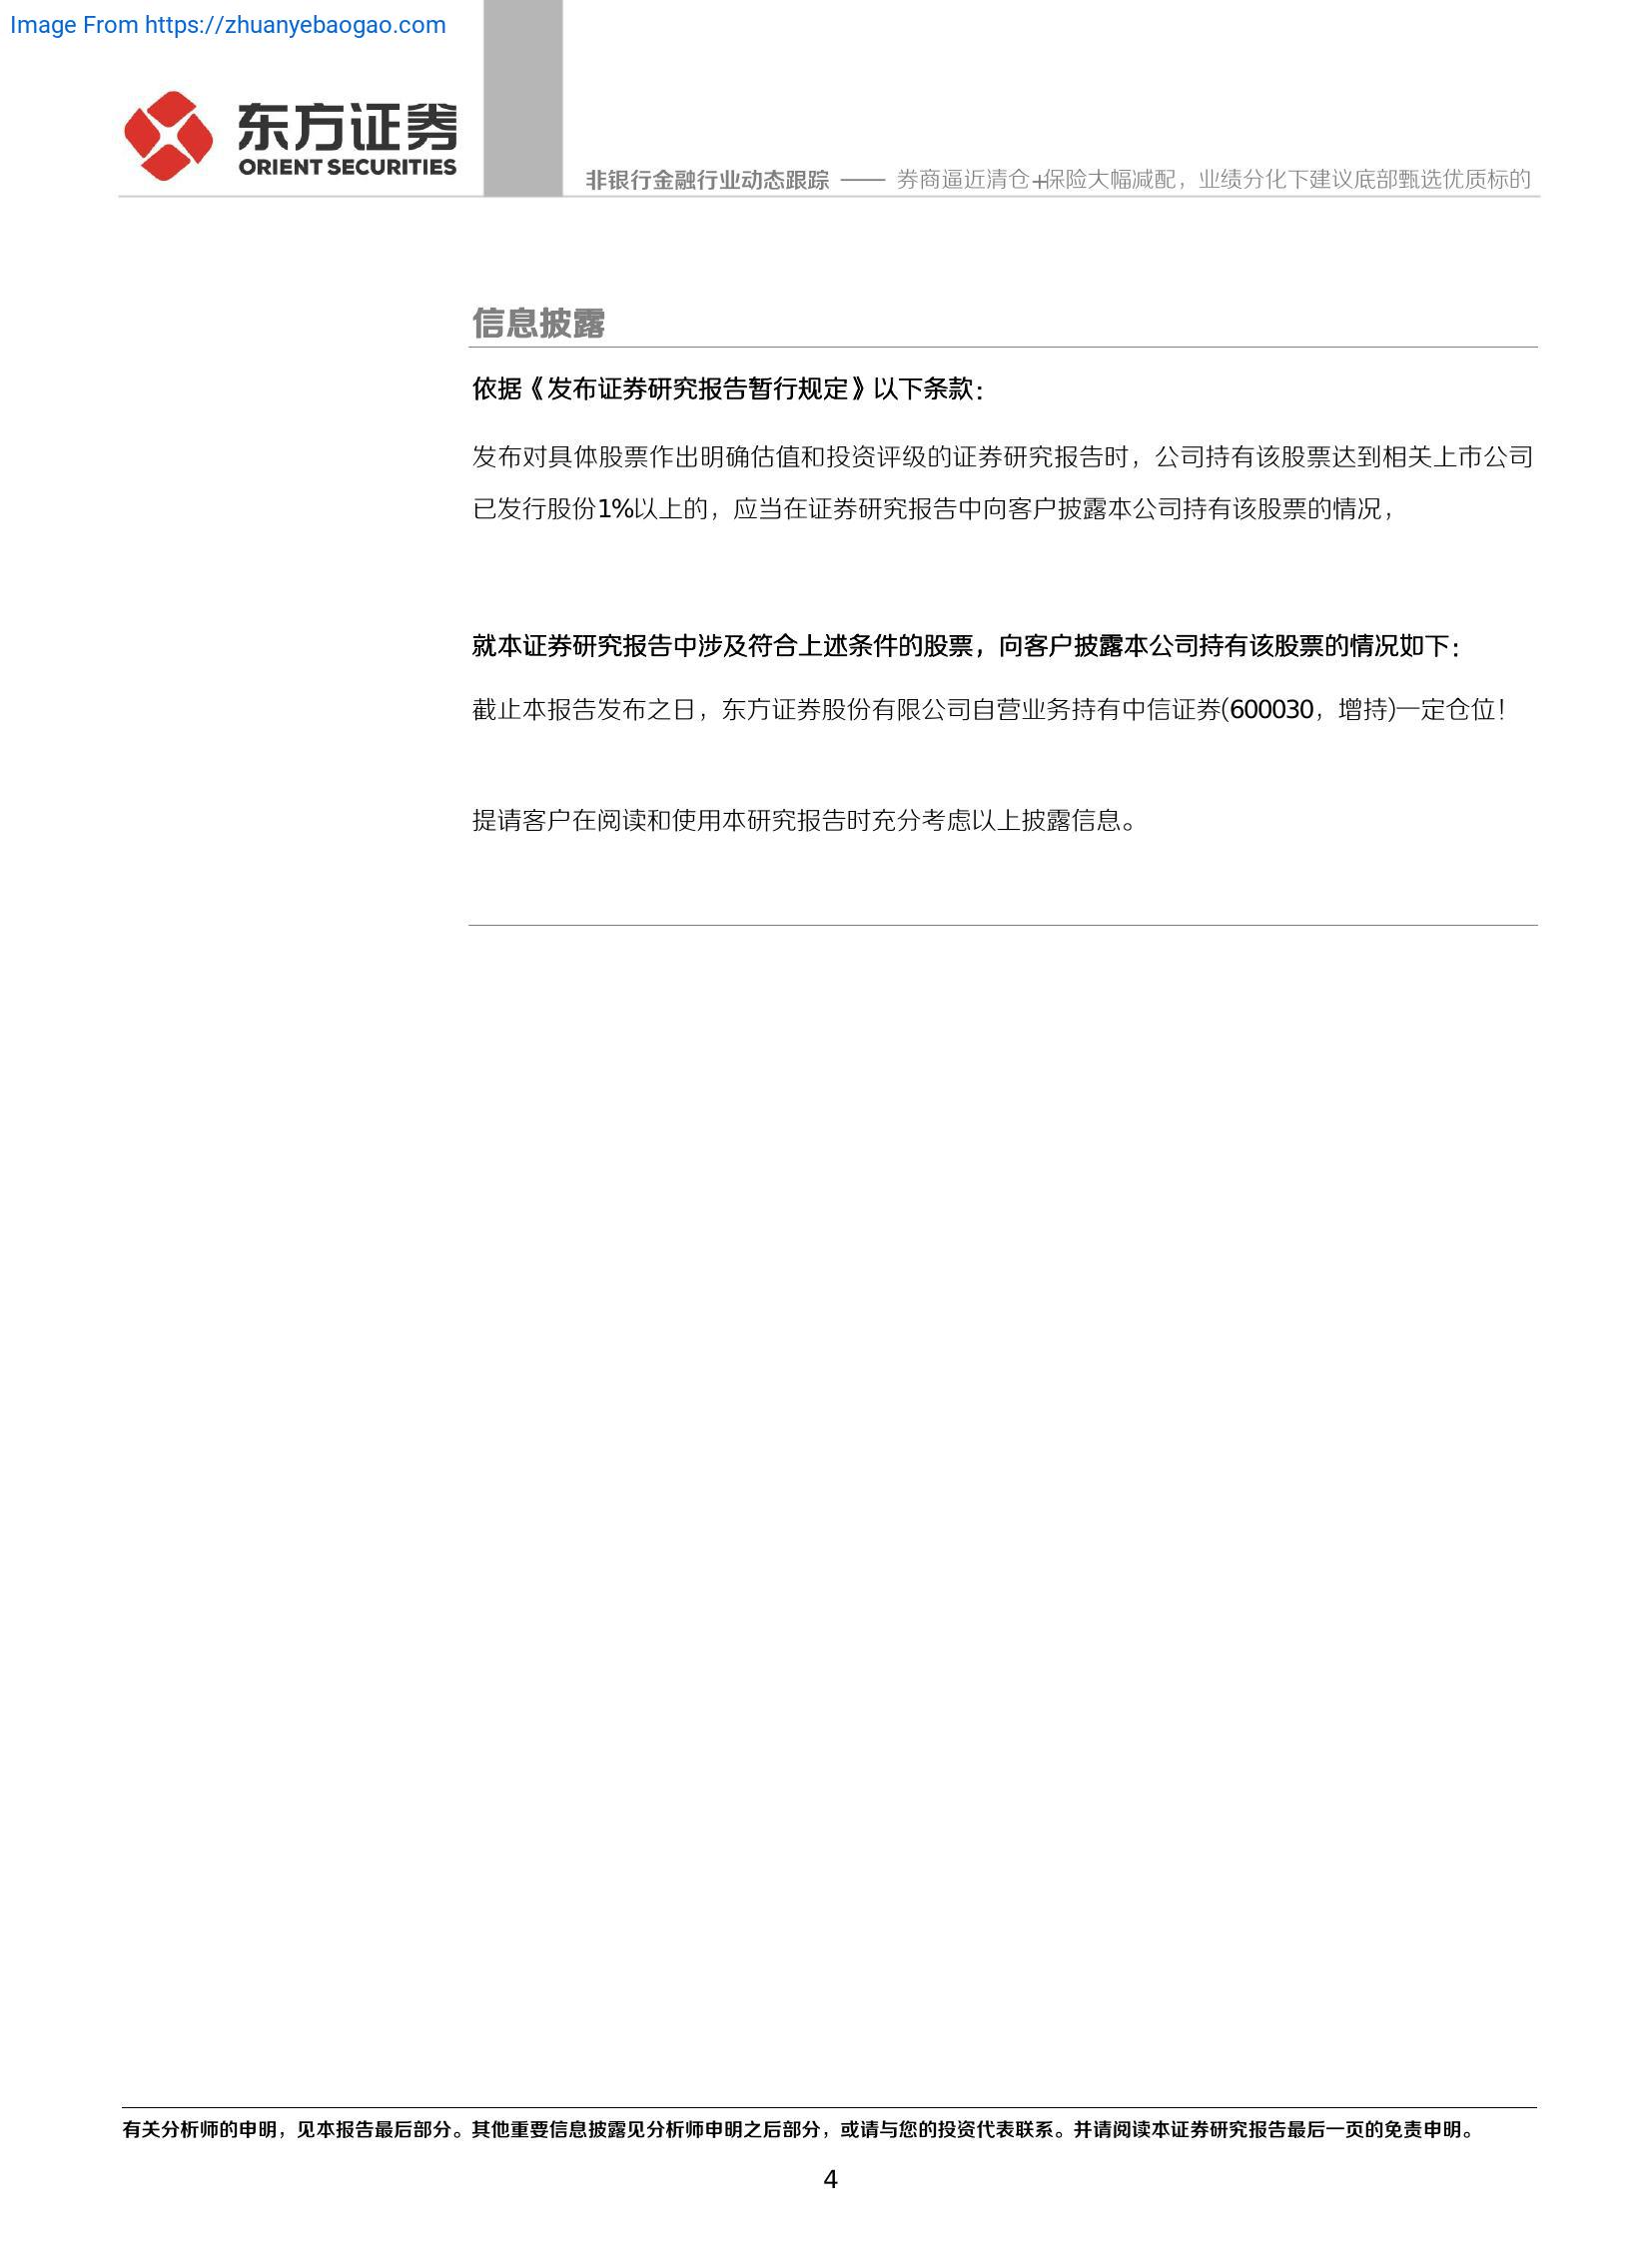 Image From https://zhuanyebaogao.com
东方证券
ORIENT SECURITIES
非银行金融行业动态跟踪 —— 券商逼近清仓+保险大幅减配，业绩分化下建议底部甄选优质标的
信息披露
依据《发布证券研究报告暂行规定》以下条款：
发布对具体股票作出明确估值和投资评级的证券研究报告时，公司持有该股票达到相关上市公司
已发行股份1%以上的，应当在证券研究报告中向客户披露本公司持有该股票的情况，
就本证券研究报告中涉及符合上述条件的股票，向客户披露本公司持有该股票的情况如下：
截止本报告发布之日，东方证券股份有限公司自营业务持有中信证券(600030，增持)一定仓位！
提请客户在阅读和使用本研究报告时充分考虑以上披露信息。
有关分析师的申明，见本报告最后部分。其他重要信息披露见分析师申明之后部分，或请与您的投资代表联系。并请阅读本证券研究报告最后一页的免责申明。
4